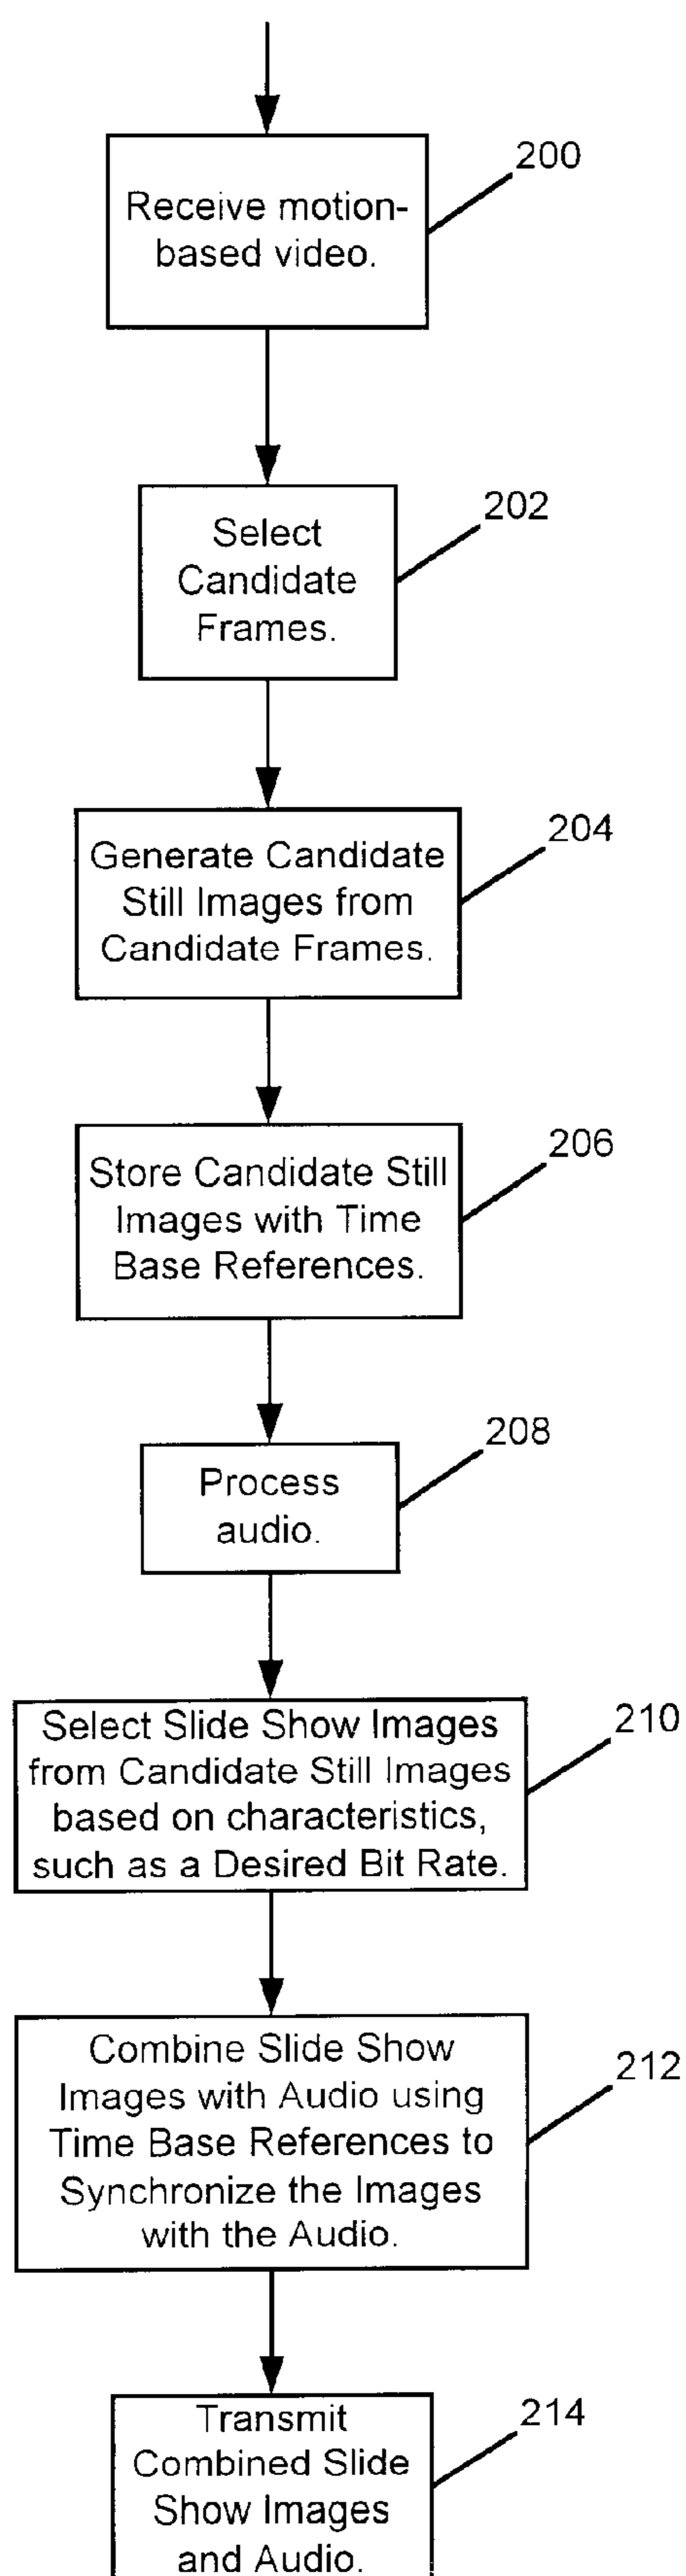 200
Receive motion-
based video.
202
Select
Candidate
Frames.
204
Generate Candidate
Still Images from
Candidate Frames.
206
Store Candidate Still
Images with Time
Base References.
208
Process
audio.
210
Select Slide Show Images
from Candidate Still Images
based on characteristics,
such as a Desired Bit Rate.
212
Combine Slide Show
Images with Audio using
Time Base References to
Synchronize the Images
with the Audio.
214
Transmit
Combined Slide
Show Images
and Audio.